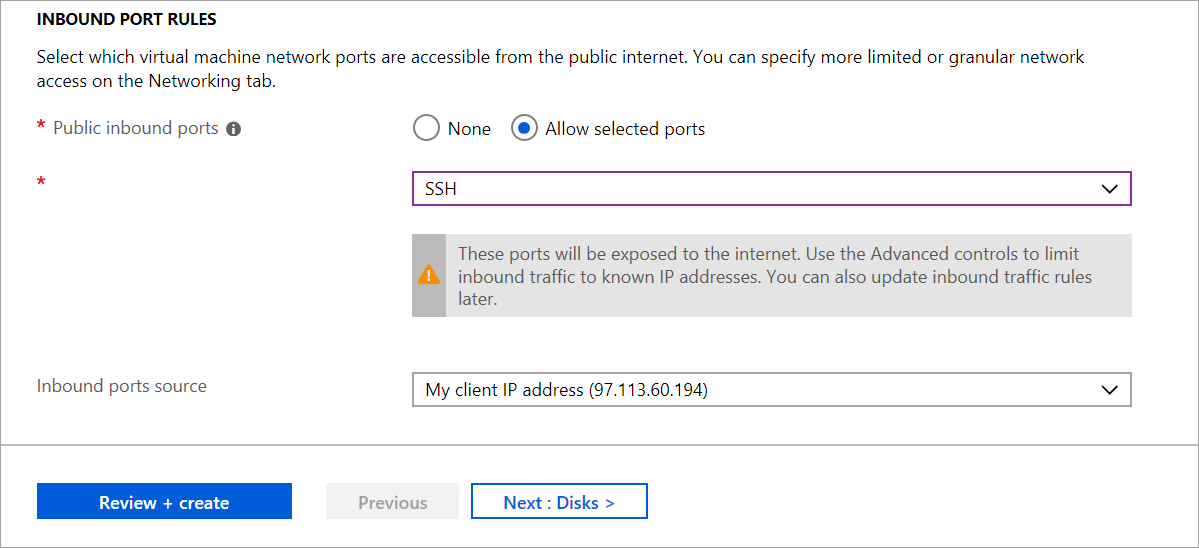 INBOUND PORT RULES
Select which virtual machine network ports are accessible from the public internet. You can specify more limited or granular network
access on the Networking tab.
* Public inbound ports
None
Allow selected ports
*
SSH
These ports will be exposed to the internet. Use the Advanced controls to limit
inbound traffic to known IP addresses. You can also update inbound traffic rules
later.
Inbound ports source
My client IP address (97.113.60.194)
Review + create
Previous
Next : Disks >